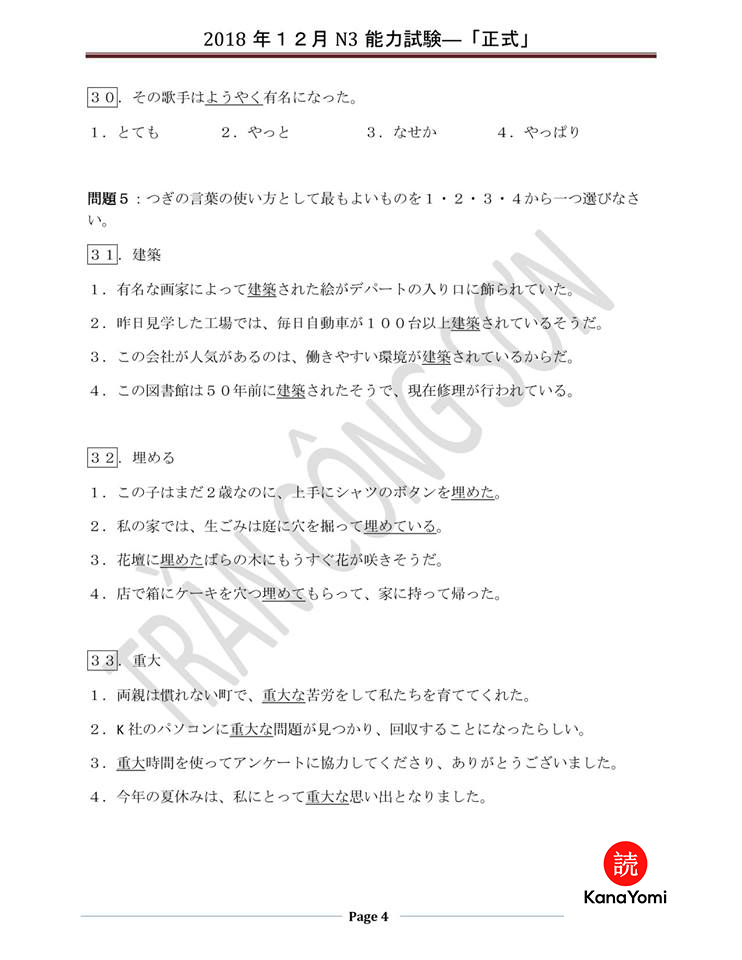 2018 年１２月 N3 能力試験―「正式」
３０．その歌手はようやく有名になった。
１．とても　２．やっと　３．なせか　４．やっぱり
問題５：つぎの言葉の使い方として最もよいものを１・２・３・４から一つ選びなさ
い。
３１．建築
１．有名な画家によって建築された絵がデパートの入り口に飾られていた。
２．昨日見学した工場では、毎日自動車が１００台以上建築されているそうだ。
３．この会社が人気があるのは、働きやすい環境が建築されているからだ。
４．この図書館は５０年前に建築されたそうで、現在修理が行われている。
３２．埋める
１．この子はまだ２歳なのに、上手にシャツのボタンを埋めた。
２．私の家では、生ごみは庭に穴を掘って埋めている。
３．花壇に埋めたばらの木にもうすぐ花が咲きそうだ。
４．店で箱にケーキを穴つ埋めてもらって、家に持って帰った。
３３．重大
１．両親は慣れない町で、重大な苦労をして私たちを育ててくれた。
２．K 社のパソコンに重大な問題が見つかり、回収することになったらしい。
３．重大時間を使ってアンケートに協力してくださり、ありがとうございました。
４．今年の夏休みは、私にとって重大な思い出となりました。
TRẦN CÔNG SƠN
読
KanaYomi
Page 4